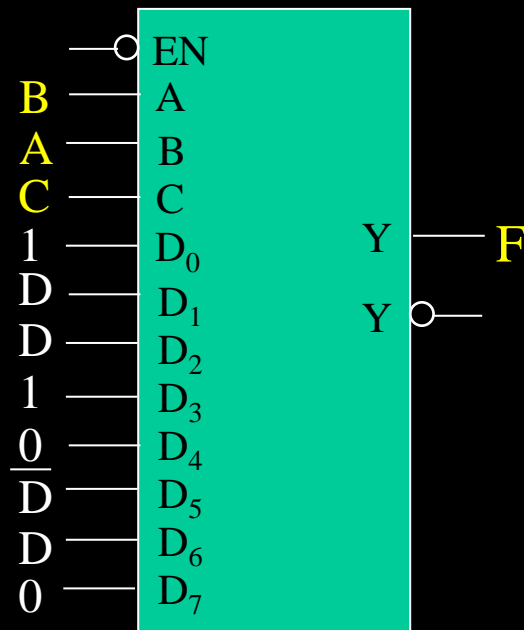 EN
B A
A B
C C
1 D₀ Y F
D D₁
D D₂ Y
1 D₃
0 D₄
D̅ D₅
D D₆
0 D₇